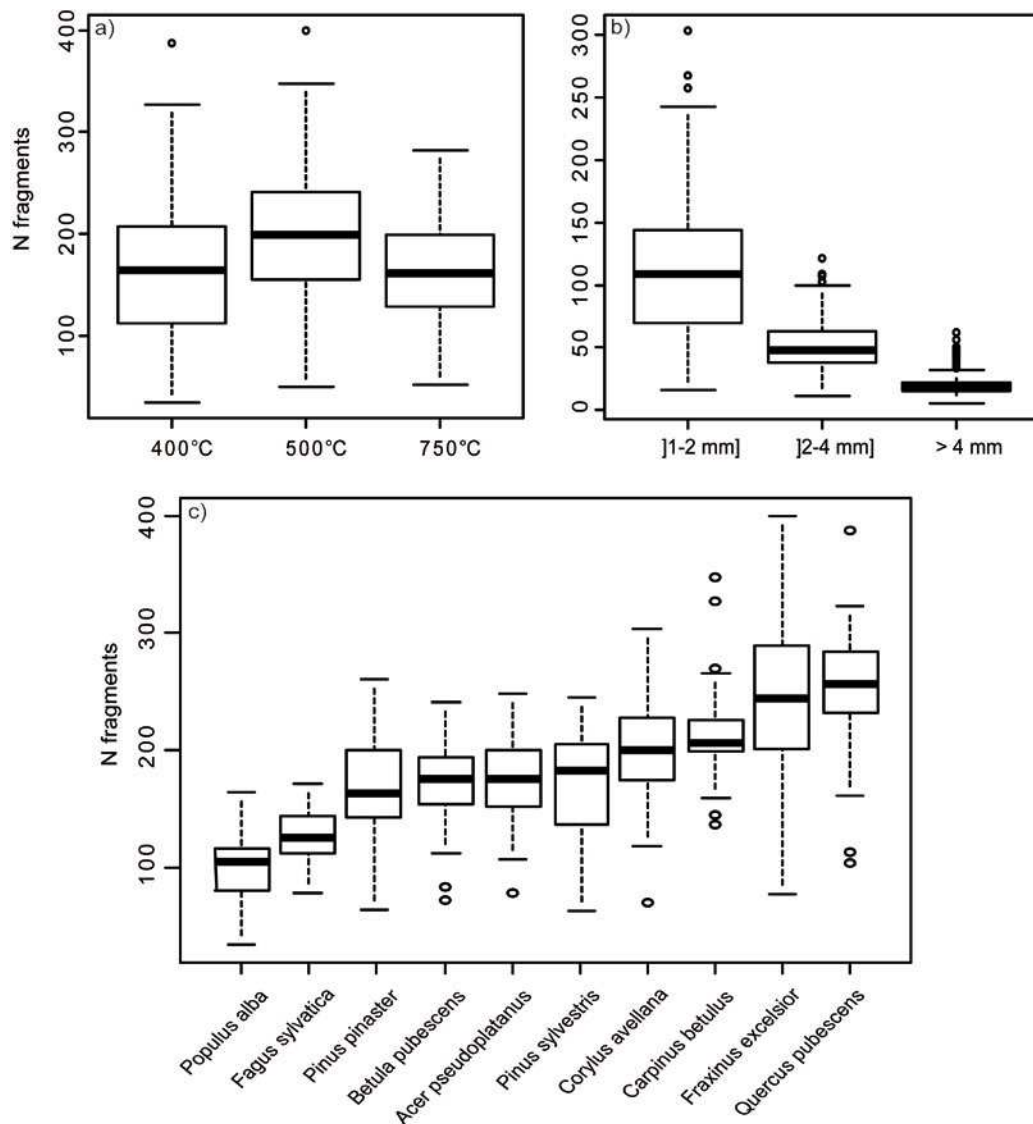 a)
N fragments
400
300
200
100
400°C
500°C
750°C
b)
300
250
200
150
100
50
0
]1-2 mm]
]2-4 mm]
> 4 mm
c)
N fragments
400
300
200
100
Populus alba
Fagus sylvatica
Pinus pinaster
Betula pubescens
Acer pseudoplatanus
Pinus sylvestris
Corylus avellana
Carpinus betulus
Fraxinus excelsior
Quercus pubescens